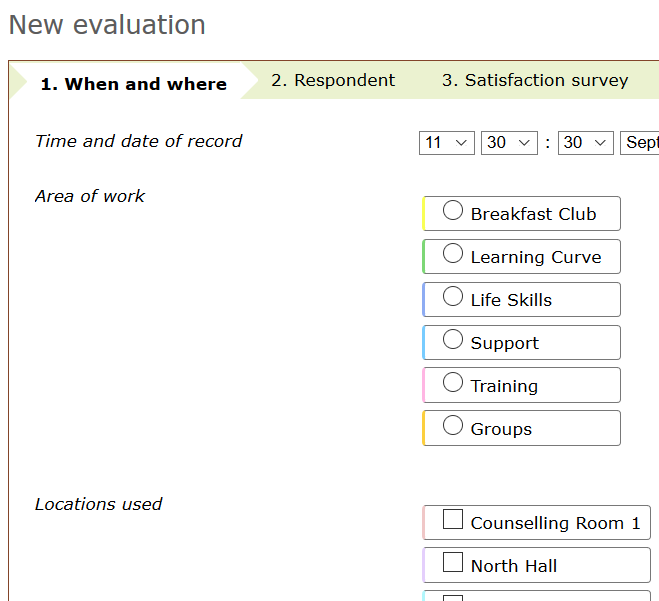 New evaluation
1. When and where 2. Respondent 3. Satisfaction survey
Time and date of record 11 30 : 30 Sept
Area of work
Breakfast Club
Learning Curve
Life Skills
Support
Training
Groups
Locations used
Counselling Room 1
North Hall